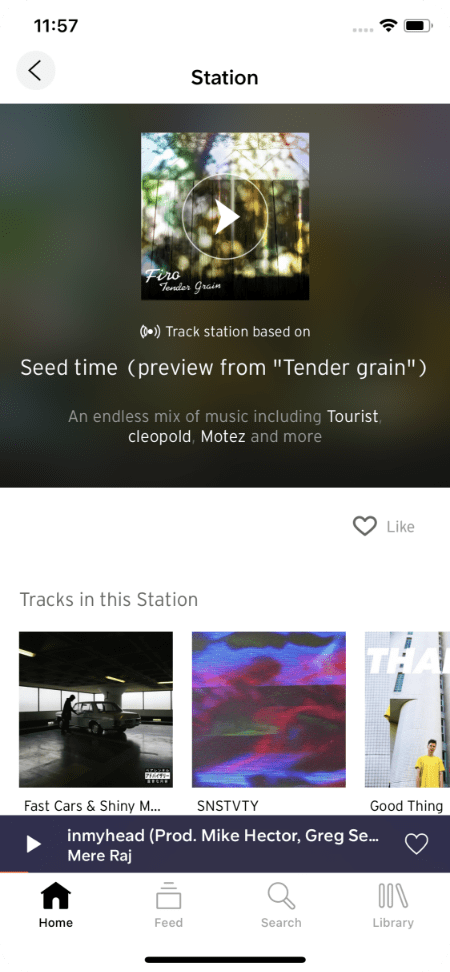 11:57
Station
Firo
Tender Grain
Track station based on
Seed time (preview from "Tender grain")
An endless mix of music including Tourist,
cleopold, Motez and more
Like
Tracks in this Station
THA
Fast Cars & Shiny M...
SNSTVTY
Good Thing
inmyhead (Prod. Mike Hector, Greg Se...
Mere Raj
Home
Feed
Search
Library